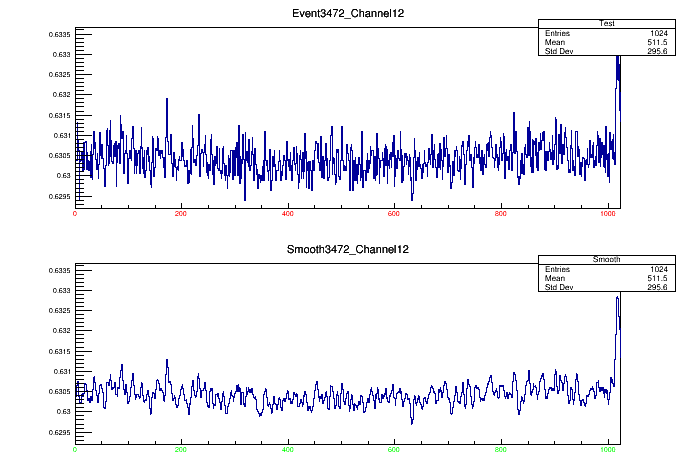 Event3472_Channel12
Test
Entries 1024
Mean 511.5
Std Dev 295.6
0.6335
0.633
0.6325
0.632
0.6315
0.631
0.6305
0.63
0.6295
0 200 400 600 800 1000
Smooth3472_Channel12
Smooth
Entries 1024
Mean 511.5
Std Dev 295.6
0.6335
0.633
0.6325
0.632
0.6315
0.631
0.6305
0.63
0.6295
0 200 400 600 800 1000